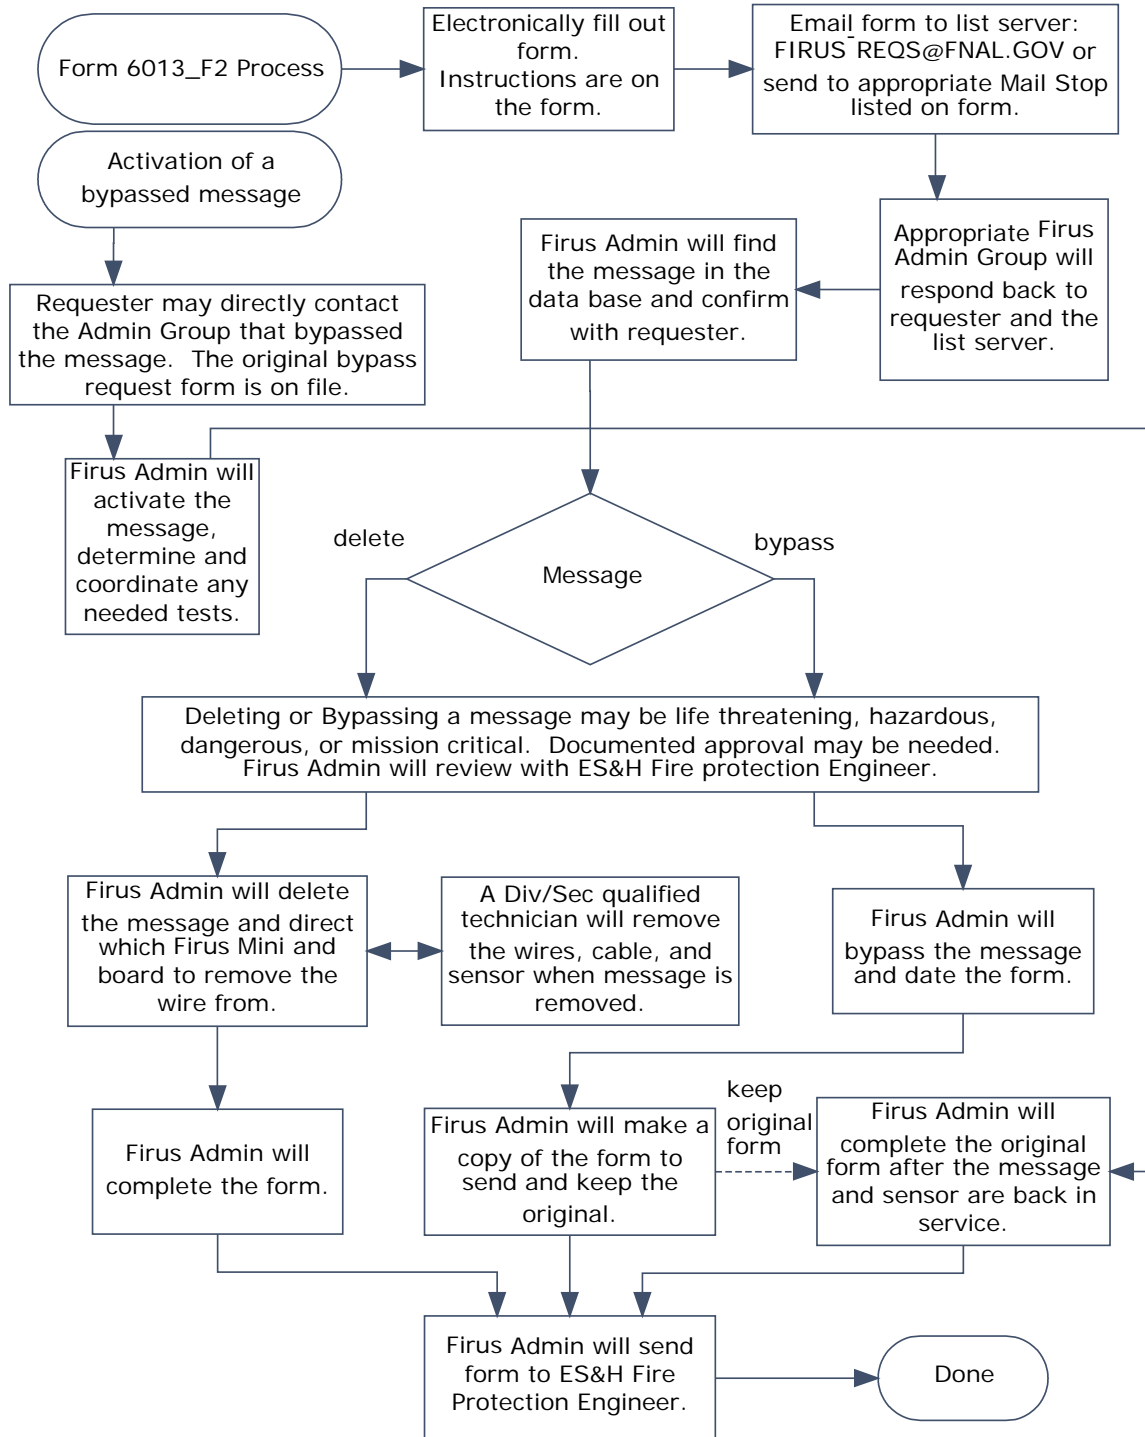 Form 6013_F2 Process
Electronically fill out
form.
Instructions are on
the form.
Email form to list server:
FIRUS_REQS@FNAL.GOV or
send to appropriate Mail Stop
listed on form.
Activation of a
bypassed message
Appropriate Firus
Admin Group will
respond back to
requester and the
list server.
Firus Admin will find
the message in the
data base and confirm
with requester.
Requester may directly contact
the Admin Group that bypassed
the message. The original bypass
request form is on file.
Firus Admin will
activate the
message,
determine and
coordinate any
needed tests.
delete
bypass
Message
Deleting or Bypassing a message may be life threatening, hazardous,
dangerous, or mission critical. Documented approval may be needed.
Firus Admin will review with ES&H Fire protection Engineer.
Firus Admin will delete
the message and direct
which Firus Mini and
board to remove the
wire from.
A Div/Sec qualified
technician will remove
the wires, cable, and
sensor when message is
removed.
Firus Admin will
bypass the message
and date the form.
Firus Admin will
complete the form.
Firus Admin will make a
copy of the form to
send and keep the
original.
keep
original
form
Firus Admin will
complete the original
form after the message
and sensor are back in
service.
Firus Admin will send
form to ES&H Fire
Protection Engineer.
Done